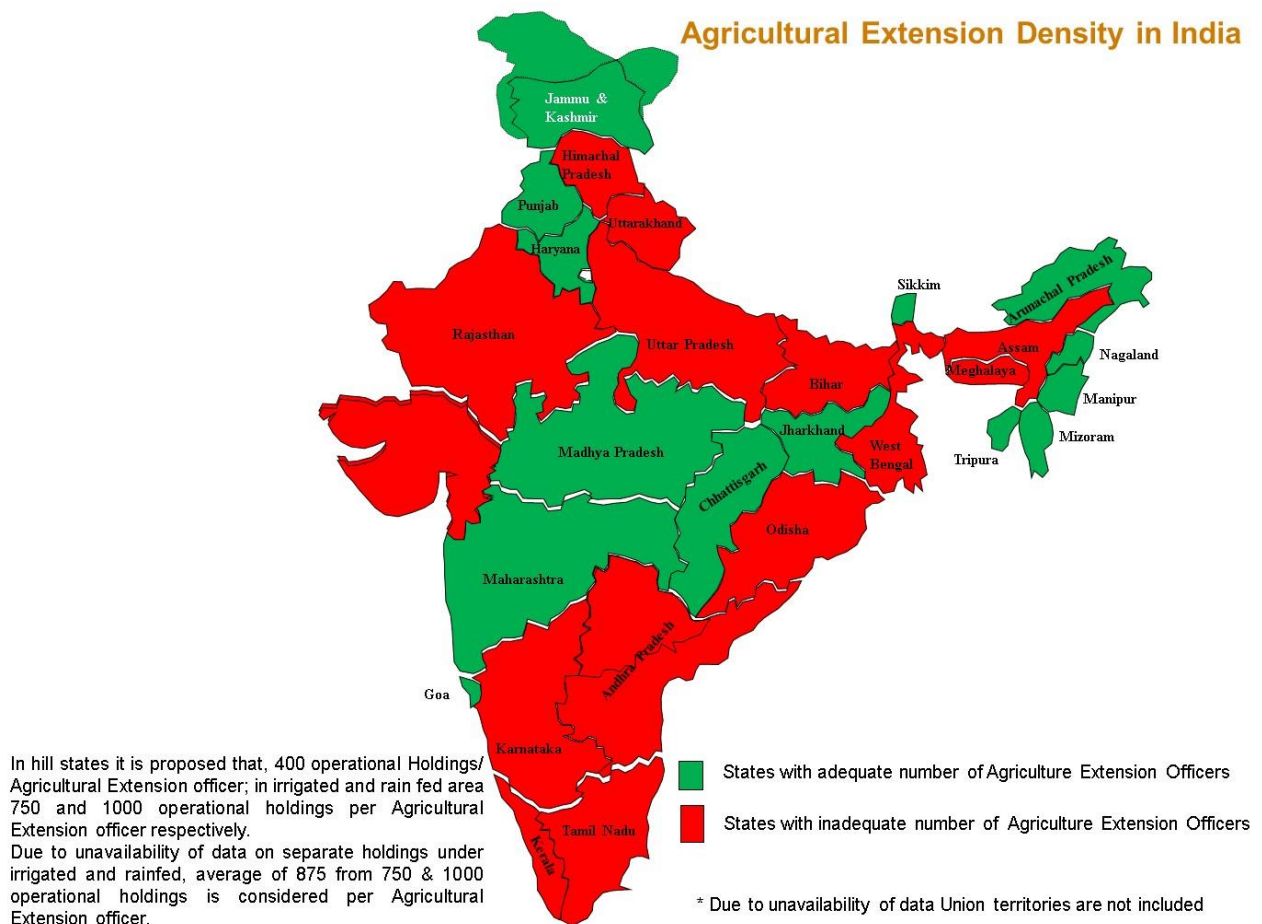 Agricultural Extension Density in India
Jammu &
Kashmir
Himachal
Pradesh
Punjab
Uttarakhand
Haryana
Rajasthan
Uttar Pradesh
Bihar
Sikkim
Arunachal Pradesh
Assam
Nagaland
Meghalaya
Manipur
Mizoram
Tripura
Jharkhand
West
Bengal
Madhya Pradesh
Chhattisgarh
Odisha
Maharashtra
Andhra Pradesh
Goa
Karnataka
Tamil Nadu
Kerala
In hill states it is proposed that, 400 operational Holdings/
Agricultural Extension officer; in irrigated and rain fed area
750 and 1000 operational holdings per Agricultural
Extension officer respectively.
Due to unavailability of data on separate holdings under
irrigated and rainfed, average of 875 from 750 & 1000
operational holdings is considered per Agricultural
Extension officer.
States with adequate number of Agriculture Extension Officers
States with inadequate number of Agriculture Extension Officers
* Due to unavailability of data Union territories are not included